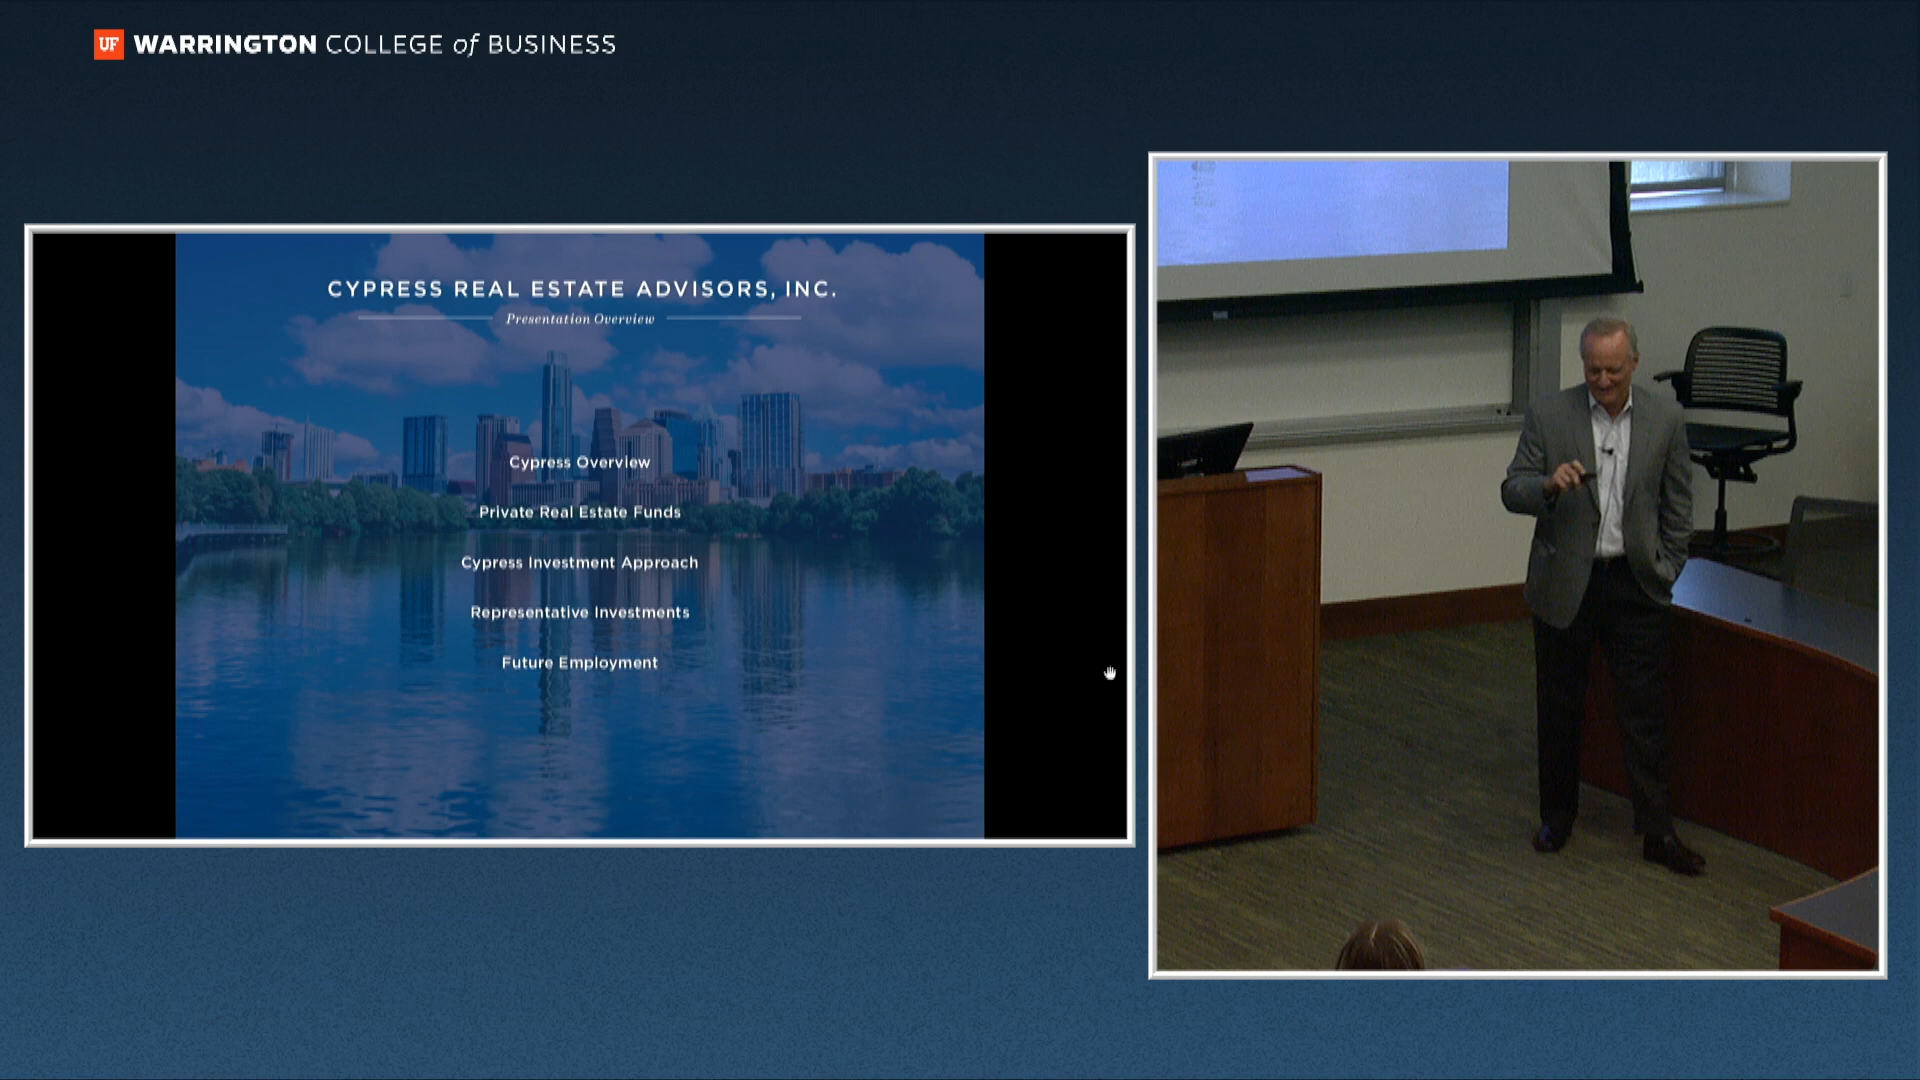 UF WARRINGTON COLLEGE of BUSINESS
CYPRESS REAL ESTATE ADVISORS, INC.
Presentation Overview
Cypress Overview
Private Real Estate Funds
Cypress Investment Approach
Representative Investments
Future Employment